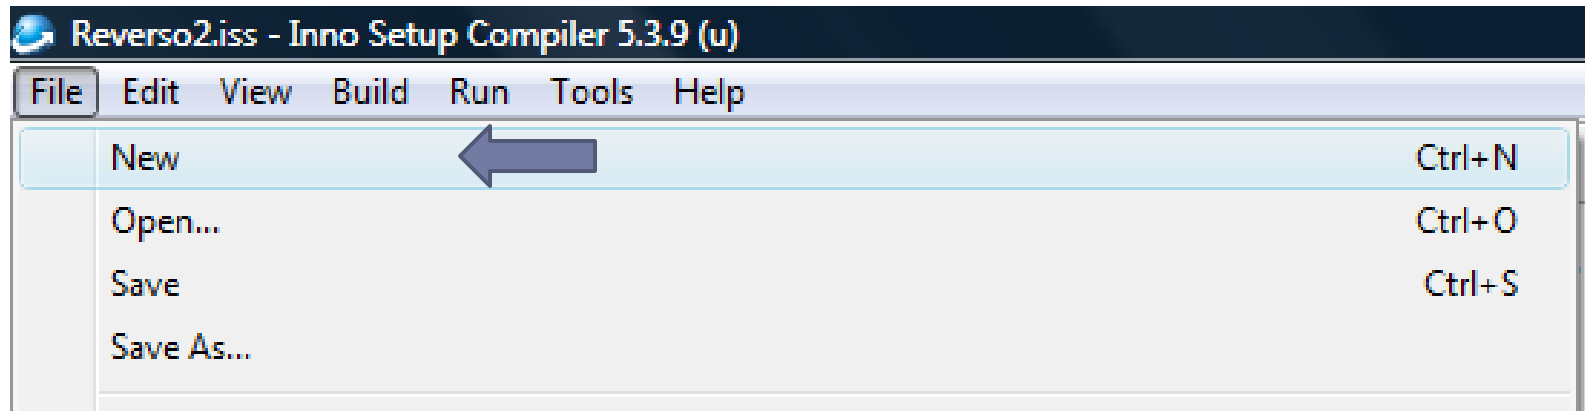 Reverso2.iss - Inno Setup Compiler 5.3.9 (u)
File Edit View Build Run Tools Help
New Ctrl+N
Open... Ctrl+O
Save Ctrl+S
Save As...